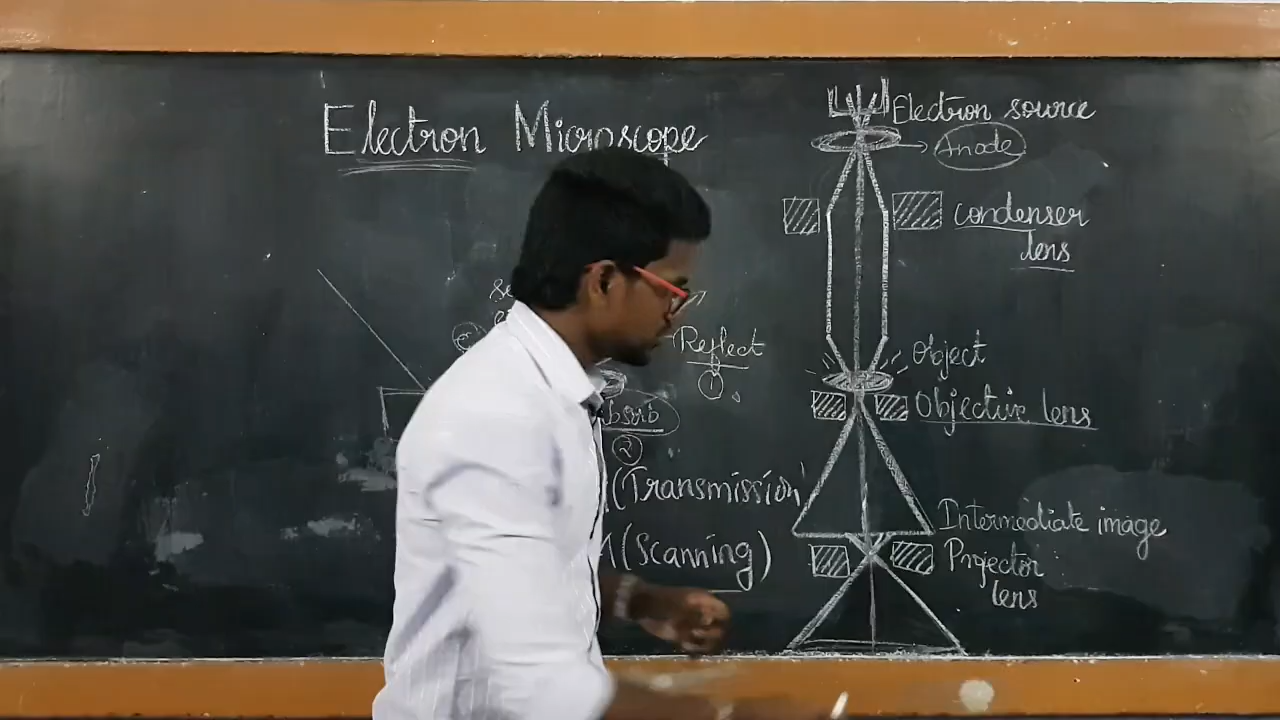 Electron Microscope
Reflect
1
2
(Transmission)
(Scanning)
Electron source
Anode
condenser
lens
Object
Objective lens
Intermediate image
Projector
lens